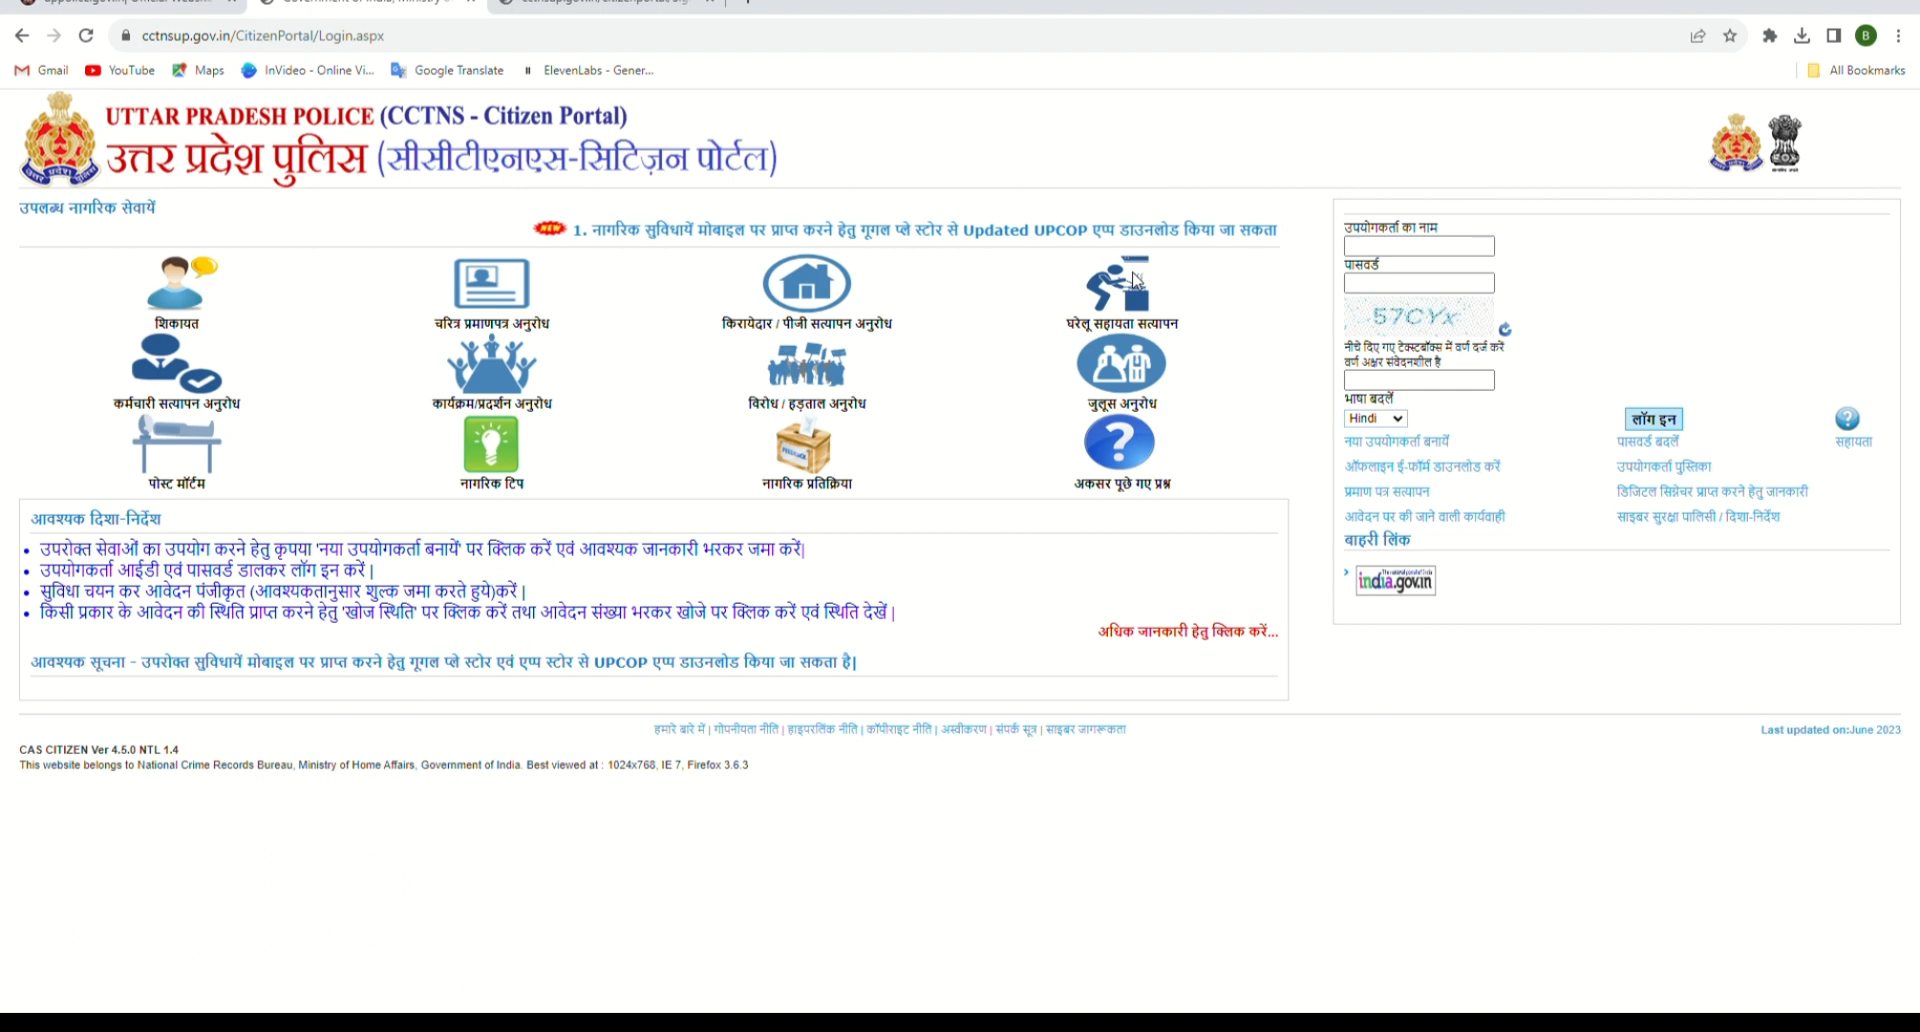 cctnsup.gov.in/CitizenPortal/Login.aspx
B
Gmail YouTube Maps InVideo - Online Vi... Google Translate ElevenLabs - Gener... All Bookmarks
UTTAR PRADESH POLICE (CCTNS - Citizen Portal)
उत्तर प्रदेश पुलिस (सीसीटीएनएस-सिटिज़न पोर्टल)
उपलब्ध नागरिक सेवायें
NEW 1. नागरिक सुविधायें मोबाइल पर प्राप्त करने हेतु गूगल प्ले स्टोर से Updated UPCOP एप्प डाउनलोड किया जा सकता
शिकायत चरित्र प्रमाणपत्र अनुरोध किरायेदार / पीजी सत्यापन अनुरोध घरेलू सहायता सत्यापन
कर्मचारी सत्यापन अनुरोध कार्यक्रम/प्रदर्शन अनुरोध विरोध / हड़ताल अनुरोध जुलूस अनुरोध
FEEDBACK
पोस्ट मॉर्टम नागरिक टिप नागरिक प्रतिक्रिया अकसर पूछे गए प्रश्न
उपयोगकर्ता का नाम
पासवर्ड
57CYx
नीचे दिए गए टेक्स्टबॉक्स में वर्ण दर्ज करें
वर्ण अक्षर संवेदनशील है
भाषा बदलें
Hindi लॉग इन
नया उपयोगकर्ता बनायें पासवर्ड बदलें सहायता
ऑफलाइन ई-फॉर्म डाउनलोड करें उपयोगकर्ता पुस्तिका
प्रमाण पत्र सत्यापन डिजिटल सिग्नेचर प्राप्त करने हेतु जानकारी
आवेदन पर की जाने वाली कार्यवाही साइबर सुरक्षा पालिसी / दिशा-निर्देश
बाहरी लिंक
india.gov.in
आवश्यक दिशा-निर्देश
• उपरोक्त सेवाओं का उपयोग करने हेतु कृपया 'नया उपयोगकर्ता बनायें' पर क्लिक करें एवं आवश्यक जानकारी भरकर जमा करें|
• उपयोगकर्ता आईडी एवं पासवर्ड डालकर लॉग इन करें |
• सुविधा चयन कर आवेदन पंजीकृत (आवश्यकतानुसार शुल्क जमा करते हुये)करें |
• किसी प्रकार के आवेदन की स्थिति प्राप्त करने हेतु 'खोज स्थिति' पर क्लिक करें तथा आवेदन संख्या भरकर खोजे पर क्लिक करें एवं स्थिति देखें |
अधिक जानकारी हेतु क्लिक करें...
आवश्यक सूचना - उपरोक्त सुविधायें मोबाइल पर प्राप्त करने हेतु गूगल प्ले स्टोर एवं एप्प स्टोर से UPCOP एप्प डाउनलोड किया जा सकता है|
हमारे बारे में | गोपनीयता नीति | हाइपरलिंक नीति | कॉपीराइट नीति | अस्वीकरण | संपर्क सूत्र | साइबर जागरूकता
Last updated on:June 2023
CAS CITIZEN Ver 4.5.0 NTL 1.4
This website belongs to National Crime Records Bureau, Ministry of Home Affairs, Government of India. Best viewed at : 1024x768, IE 7, Firefox 3.6.3